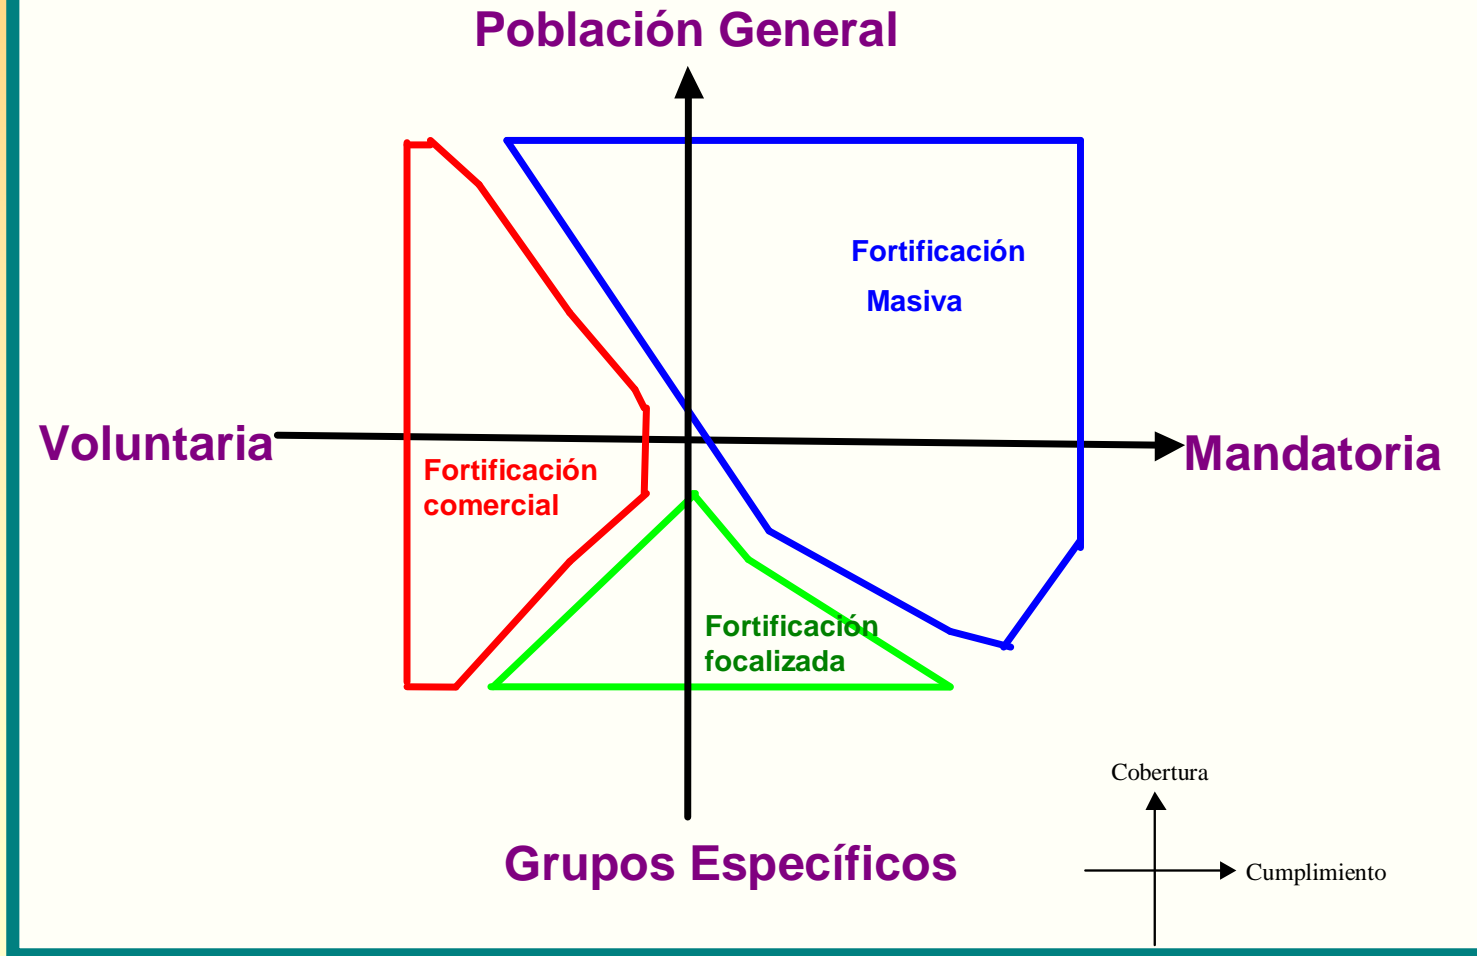 Población General
Fortificación
Masiva
Voluntaria
Mandatoria
Fortificación
comercial
Fortificación
focalizada
Cobertura
Grupos Específicos
Cumplimiento